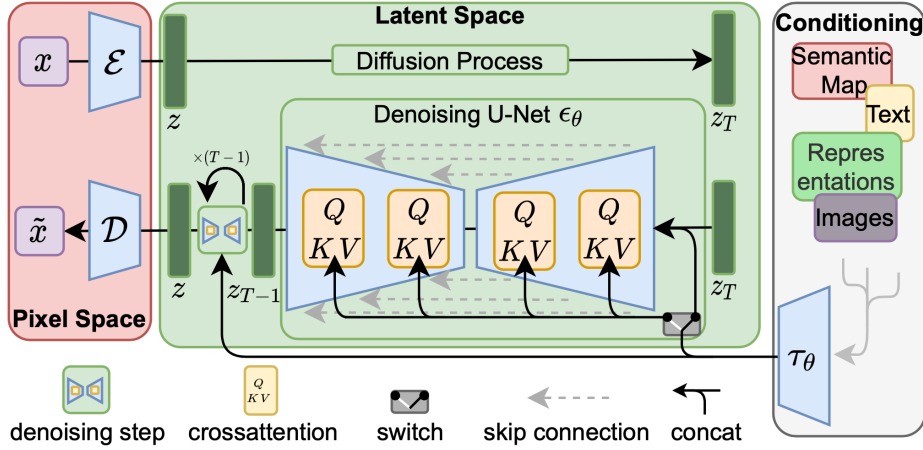 Latent Space
Conditioning
x
ℰ
z
Diffusion Process
z_T
Semantic
Map
Text
Repres
entations
Images
Denoising U-Net ϵ_θ
×(T−1)
x̃
𝒟
z
z_{T−1}
Q
KV
Q
KV
Q
KV
Q
KV
z_T
Pixel Space
τ_θ
Q
KV
denoising step
crossattention
switch
skip connection
concat